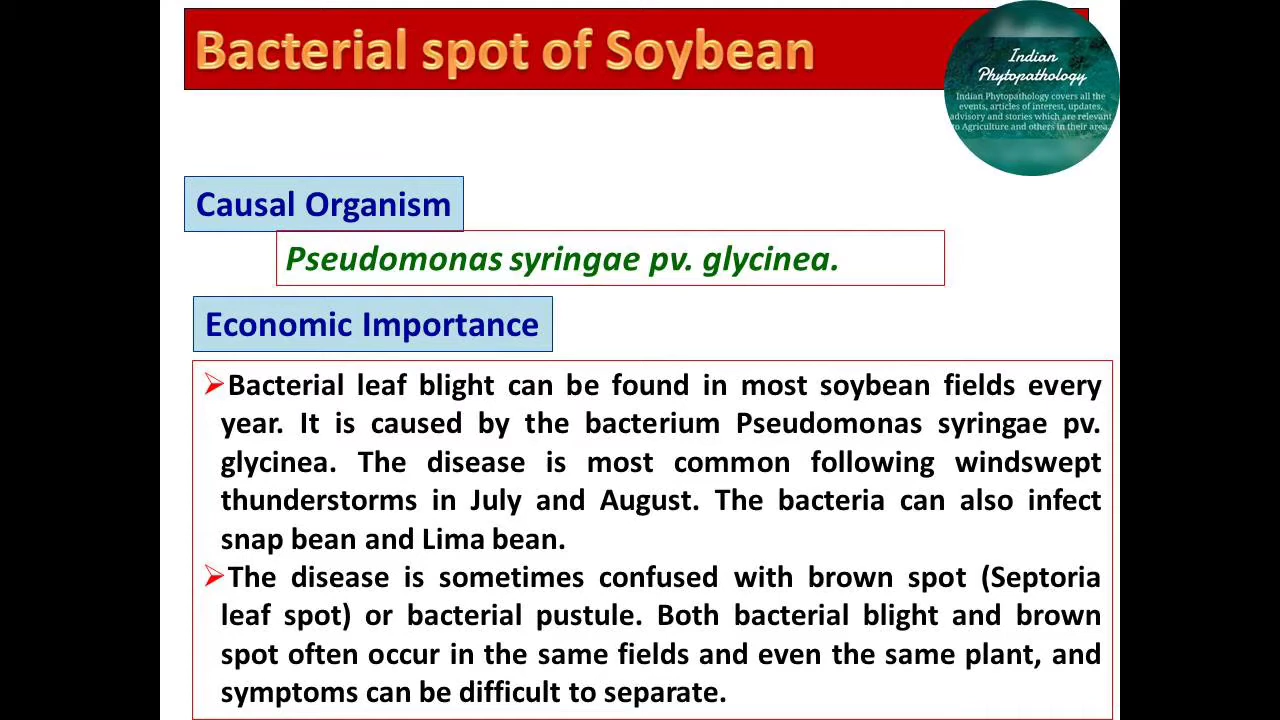 Bacterial spot of Soybean
Indian
Phytopathology
Indian Phytopathology covers all the
events, articles of interest, updates,
advisory and stories which are relevant
to Agriculture and others in their area.
Causal Organism
Pseudomonas syringae pv. glycinea.
Economic Importance
Bacterial leaf blight can be found in most soybean fields every
year. It is caused by the bacterium Pseudomonas syringae pv.
glycinea. The disease is most common following windswept
thunderstorms in July and August. The bacteria can also infect
snap bean and Lima bean.
The disease is sometimes confused with brown spot (Septoria
leaf spot) or bacterial pustule. Both bacterial blight and brown
spot often occur in the same fields and even the same plant, and
symptoms can be difficult to separate.